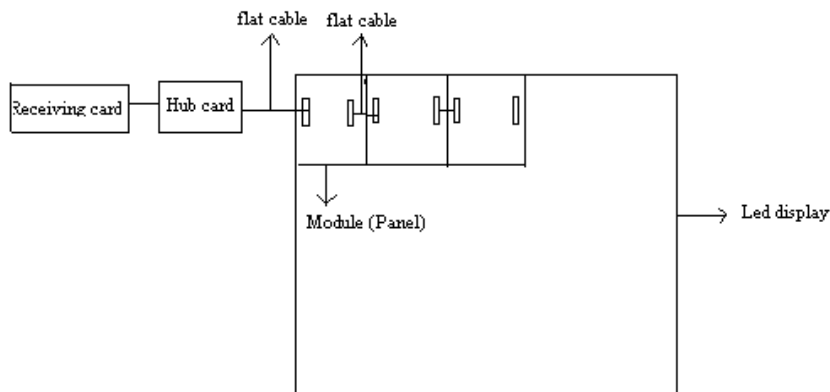 flat cable flat cable
Receiving card
Hub card
Module (Panel)
Led display